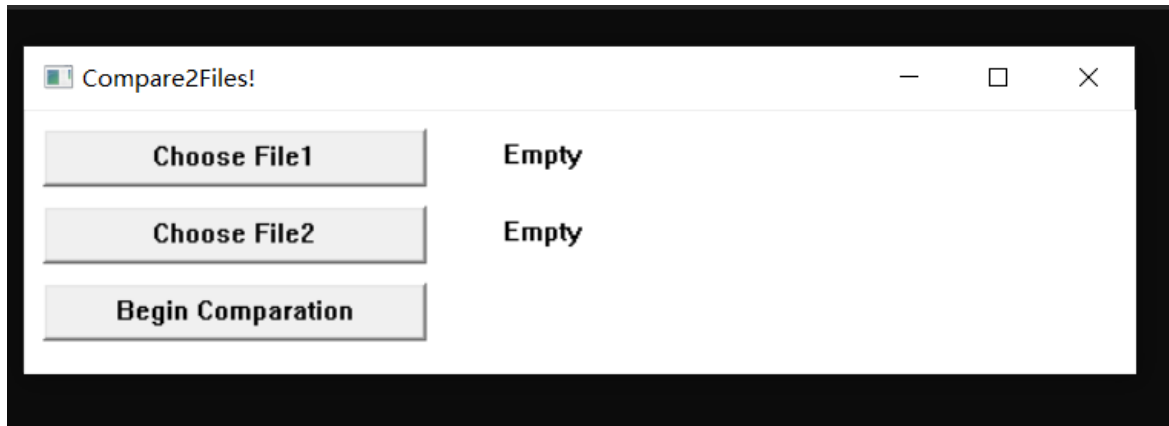 Compare2Files!
Choose File1 Empty
Choose File2 Empty
Begin Comparation